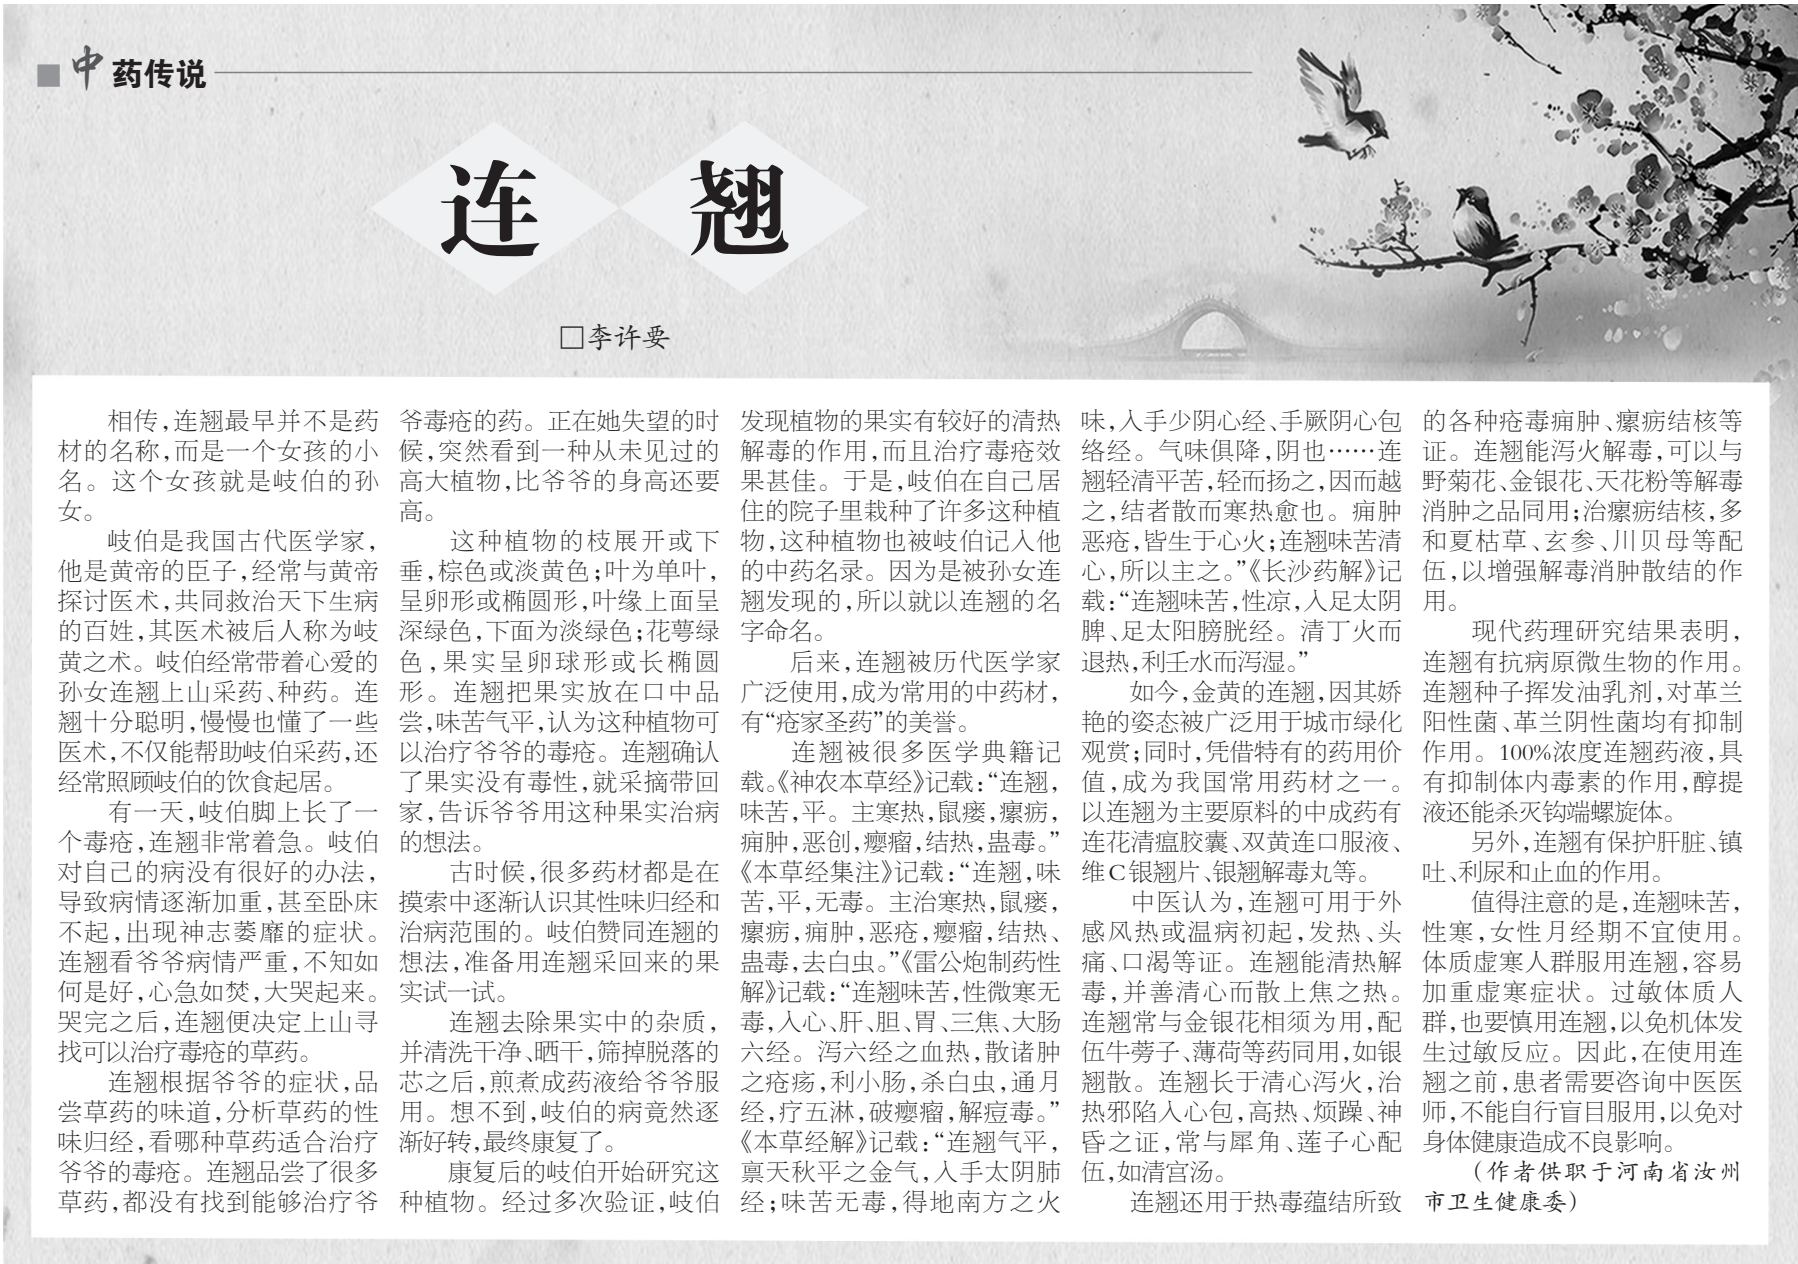 中药传说
连翘
□李许要
相传，连翘最早并不是药
材的名称，而是一个女孩的小
名。这个女孩就是岐伯的孙
女。
岐伯是我国古代医学家，
他是黄帝的臣子，经常与黄帝
探讨医术，共同救治天下生病
的百姓，其医术被后人称为岐
黄之术。岐伯经常带着心爱的
孙女连翘上山采药、种药。连
翘十分聪明，慢慢也懂了一些
医术，不仅能帮助岐伯采药，还
经常照顾岐伯的饮食起居。
有一天，岐伯脚上长了一
个毒疮，连翘非常着急。岐伯
对自己的病没有很好的办法，
导致病情逐渐加重，甚至卧床
不起，出现神志萎靡的症状。
连翘看爷爷病情严重，不知如
何是好，心急如焚，大哭起来。
哭完之后，连翘便决定上山寻
找可以治疗毒疮的草药。
连翘根据爷爷的症状，品
尝草药的味道，分析草药的性
味归经，看哪种草药适合治疗
爷爷的毒疮。连翘品尝了很多
草药，都没有找到能够治疗爷
爷毒疮的药。正在她失望的时
候，突然看到一种从未见过的
高大植物，比爷爷的身高还要
高。
这种植物的枝展开或下
垂，棕色或淡黄色；叶为单叶，
呈卵形或椭圆形，叶缘上面呈
深绿色，下面为淡绿色；花萼绿
色，果实呈卵球形或长椭圆
形。连翘把果实放在口中品
尝，味苦气平，认为这种植物可
以治疗爷爷的毒疮。连翘确认
了果实没有毒性，就采摘带回
家，告诉爷爷用这种果实治病
的想法。
古时候，很多药材都是在
摸索中逐渐认识其性味归经和
治病范围的。岐伯赞同连翘的
想法，准备用连翘采回来的果
实试一试。
连翘去除果实中的杂质，
并清洗干净、晒干，筛掉脱落的
芯之后，煎煮成药液给爷爷服
用。想不到，岐伯的病竟然逐
渐好转，最终康复了。
康复后的岐伯开始研究这
种植物。经过多次验证，岐伯
发现植物的果实有较好的清热
解毒的作用，而且治疗毒疮效
果甚佳。于是，岐伯在自己居
住的院子里栽种了许多这种植
物，这种植物也被岐伯记入他
的中药名录。因为是被孙女连
翘发现的，所以就以连翘的名
字命名。
后来，连翘被历代医学家
广泛使用，成为常用的中药材，
有“疮家圣药”的美誉。
连翘被很多医学典籍记
载。《神农本草经》记载：“连翘，
味苦，平。主寒热，鼠瘘，瘰疬，
痈肿，恶创，瘿瘤，结热，蛊毒。”
《本草经集注》记载：“连翘，味
苦，平，无毒。主治寒热，鼠瘘，
瘰疬，痈肿，恶疮，瘿瘤，结热、
蛊毒，去白虫。”《雷公炮制药性
解》记载：“连翘味苦，性微寒无
毒，入心、肝、胆、胃、三焦、大肠
六经。泻六经之血热，散诸肿
之疮疡，利小肠，杀白虫，通月
经，疗五淋，破瘿瘤，解痘毒。”
《本草经解》记载：“连翘气平，
禀天秋平之金气，入手太阴肺
经；味苦无毒，得地南方之火
味，入手少阴心经、手厥阴心包
络经。气味俱降，阴也……连
翘轻清平苦，轻而扬之，因而越
之，结者散而寒热愈也。痈肿
恶疮，皆生于心火；连翘味苦清
心，所以主之。”《长沙药解》记
载：“连翘味苦，性凉，入足太阴
脾、足太阳膀胱经。清丁火而
退热，利壬水而泻湿。”
如今，金黄的连翘，因其娇
艳的姿态被广泛用于城市绿化
观赏；同时，凭借特有的药用价
值，成为我国常用药材之一。
以连翘为主要原料的中成药有
连花清瘟胶囊、双黄连口服液、
维C银翘片、银翘解毒丸等。
中医认为，连翘可用于外
感风热或温病初起，发热、头
痛、口渴等证。连翘能清热解
毒，并善清心而散上焦之热。
连翘常与金银花相须为用，配
伍牛蒡子、薄荷等药同用，如银
翘散。连翘长于清心泻火，治
热邪陷入心包，高热、烦躁、神
昏之证，常与犀角、莲子心配
伍，如清宫汤。
连翘还用于热毒蕴结所致
的各种疮毒痈肿、瘰疬结核等
证。连翘能泻火解毒，可以与
野菊花、金银花、天花粉等解毒
消肿之品同用；治瘰疬结核，多
和夏枯草、玄参、川贝母等配
伍，以增强解毒消肿散结的作
用。
现代药理研究结果表明，
连翘有抗病原微生物的作用。
连翘种子挥发油乳剂，对革兰
阳性菌、革兰阴性菌均有抑制
作用。100%浓度连翘药液，具
有抑制体内毒素的作用，醇提
液还能杀灭钩端螺旋体。
另外，连翘有保护肝脏、镇
吐、利尿和止血的作用。
值得注意的是，连翘味苦，
性寒，女性月经期不宜使用。
体质虚寒人群服用连翘，容易
加重虚寒症状。过敏体质人
群，也要慎用连翘，以免机体发
生过敏反应。因此，在使用连
翘之前，患者需要咨询中医医
师，不能自行盲目服用，以免对
身体健康造成不良影响。
（作者供职于河南省汝州
市卫生健康委）